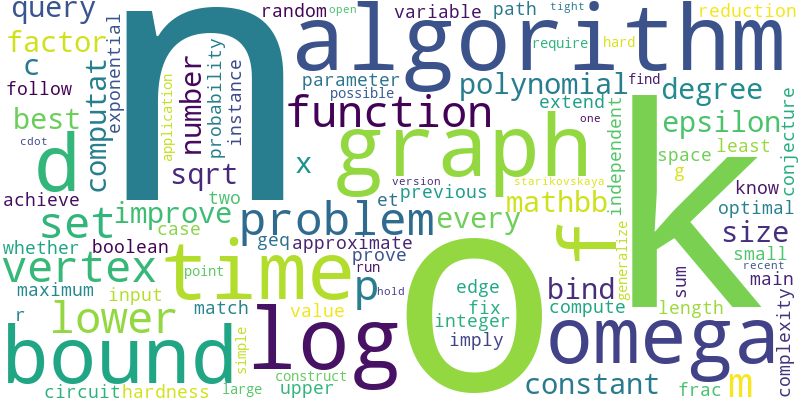 query
exponential
n
random
open
algorithm
variable
path
tight
reduction
factor
require
hard
c
computat
number
application
probability
instance
parameter
possible
polynomial
find
degree
follow
function
extend
best
d
cdot
graph
one
k
independent
epsilon
conjecture
sqrt
x
space
least
g
version
starikovskaya
achieve
two
et
previous
mathbb
know
optimal
set
improve
problem
every
case
geq
approximate
f
size
whether
boolean
prove
small
vertex
time
point
run
o
generalize
sum
recent
main
maximum
input
p
hold
edge
bind
r
match
value
fix
compute
length
complexity
lower
log
integer
omega
bound
simple
imply
construct
circuit
hardness
large
upper
constant
frac
m